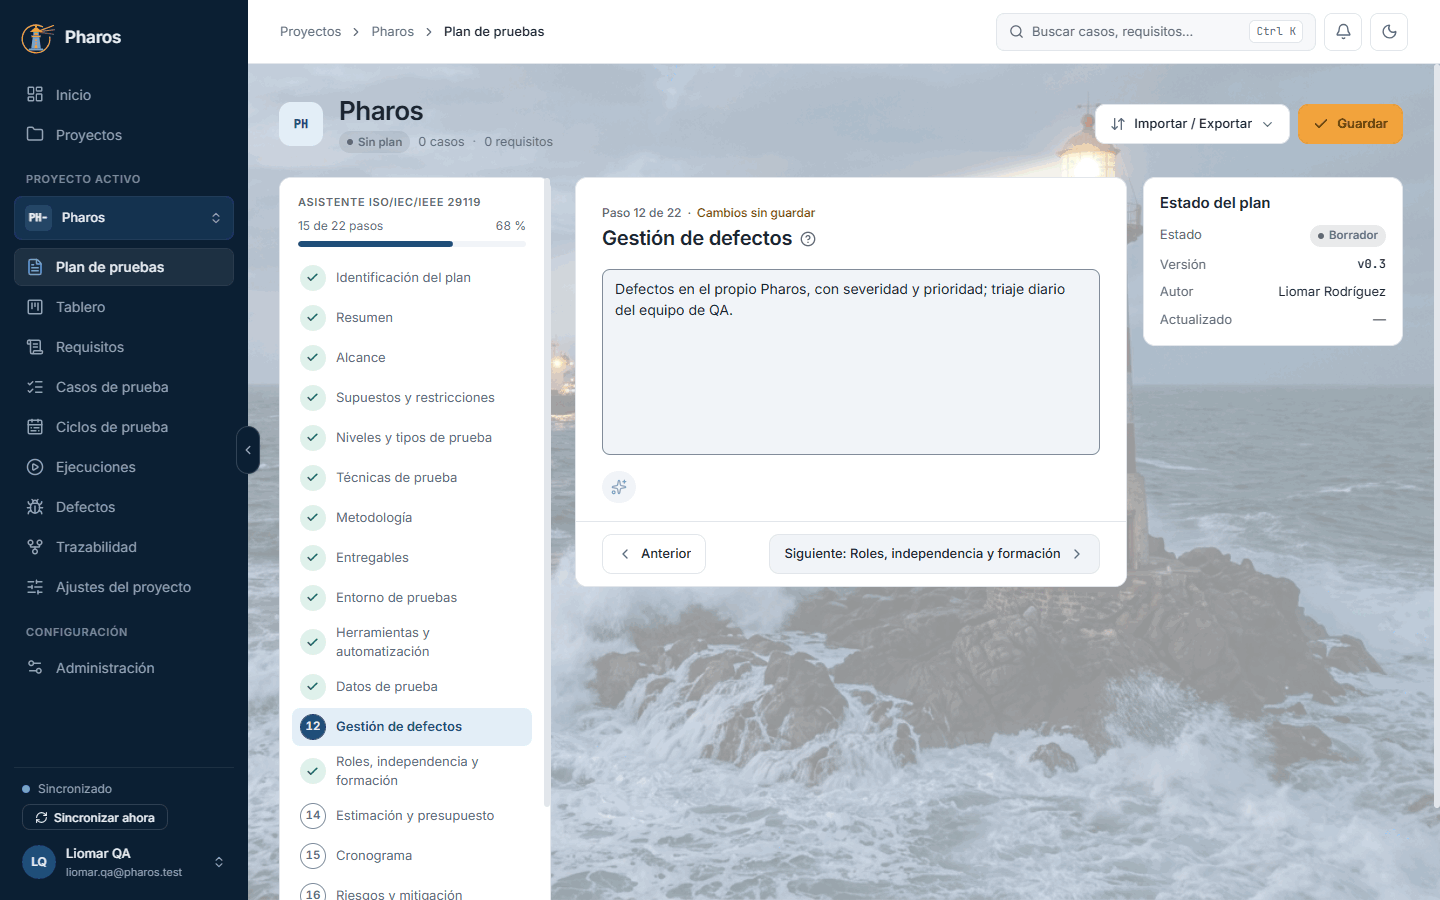 Pharos
Inicio
Proyectos
PROYECTO ACTIVO
PH-
Pharos
Plan de pruebas
Tablero
Requisitos
Casos de prueba
Ciclos de prueba
Ejecuciones
Defectos
Trazabilidad
Ajustes del proyecto
CONFIGURACIÓN
Administración
Sincronizado
Sincronizar ahora
LQ
Liomar QA
liomar.qa@pharos.test
Proyectos > Pharos > Plan de pruebas
Buscar casos, requisitos...
Ctrl K
PH
Pharos
Sin plan
0 casos · 0 requisitos
Importar / Exportar
Guardar
ASISTENTE ISO/IEC/IEEE 29119
15 de 22 pasos
68 %
Identificación del plan
Resumen
Alcance
Supuestos y restricciones
Niveles y tipos de prueba
Técnicas de prueba
Metodología
Entregables
Entorno de pruebas
Herramientas y
automatización
Datos de prueba
12 Gestión de defectos
Roles, independencia y
formación
14 Estimación y presupuesto
15 Cronograma
16 Riesgos y mitigación
Paso 12 de 22 · Cambios sin guardar
Gestión de defectos
Defectos en el propio Pharos, con severidad y prioridad; triaje diario
del equipo de QA.
Anterior
Siguiente: Roles, independencia y formación
Estado del plan
Estado
Borrador
Versión
v0.3
Autor
Liomar Rodríguez
Actualizado
—